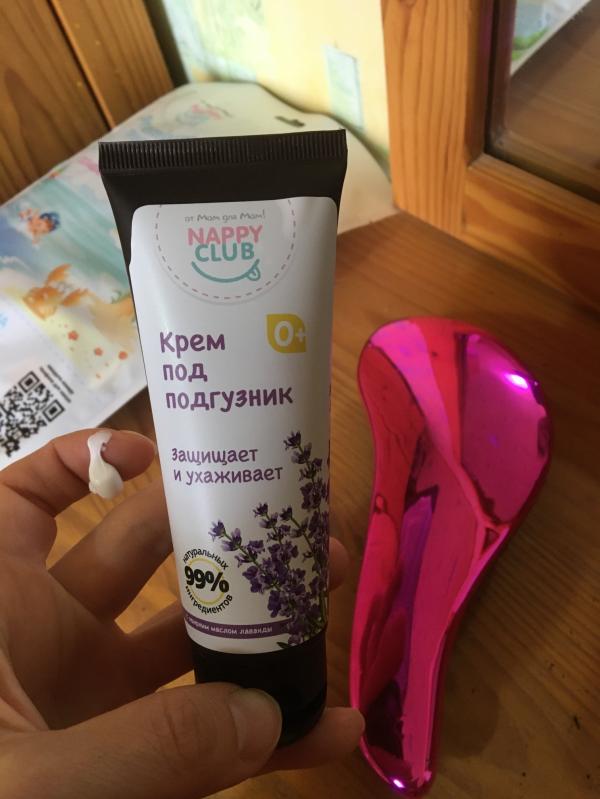 от Мам для Мам!
NAPPY
CLUB
0+
Крем
под
подгузник
защищает
и ухаживает
натуральных
99%
ингредиентов
маслом лаванды